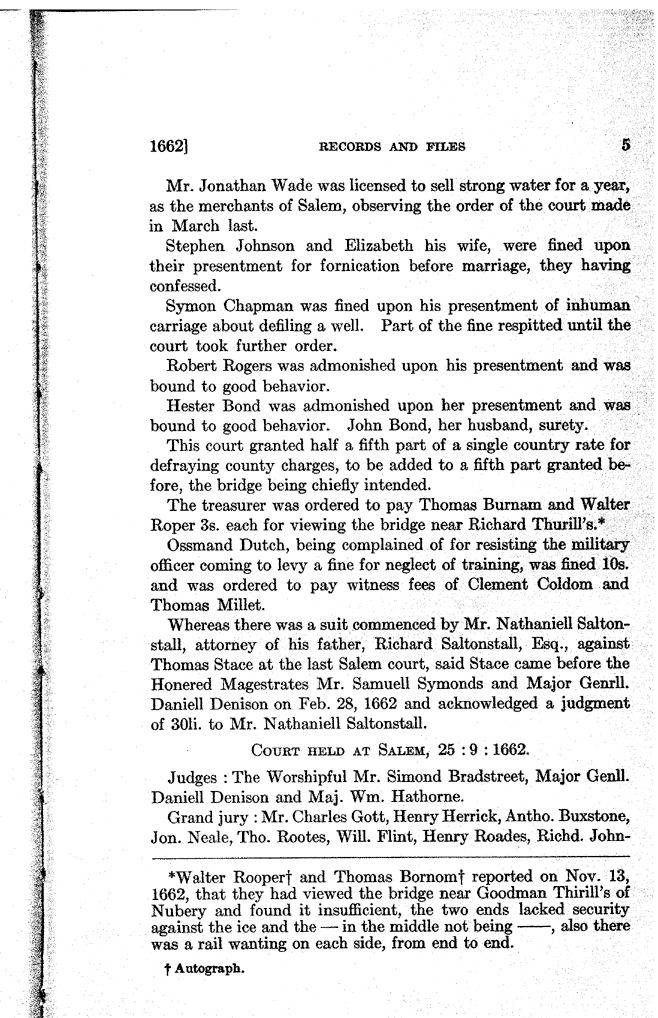 1662] RECORDS AND FILES 5
Mr. Jonathan Wade was licensed to sell strong water for a year,
as the merchants of Salem, observing the order of the court made
in March last.
Stephen Johnson and Elizabeth his wife, were fined upon
their presentment for fornication before marriage, they having
confessed.
Symon Chapman was fined upon his presentment of inhuman
carriage about defiling a well. Part of the fine respitted until the
court took further order.
Robert Rogers was admonished upon his presentment and was
bound to good behavior.
Hester Bond was admonished upon her presentment and was
bound to good behavior. John Bond, her husband, surety.
This court granted half a fifth part of a single country rate for
defraying county charges, to be added to a fifth part granted be-
fore, the bridge being chiefly intended.
The treasurer was ordered to pay Thomas Burnam and Walter
Roper 3s. each for viewing the bridge near Richard Thurill's.*
Ossmand Dutch, being complained of for resisting the military
officer coming to levy a fine for neglect of training, was fined 10s.
and was ordered to pay witness fees of Clement Coldom and
Thomas Millet.
Whereas there was a suit commenced by Mr. Nathaniell Salton-
stall, attorney of his father, Richard Saltonstall, Esq., against
Thomas Stace at the last Salem court, said Stace came before the
Honered Magestrates Mr. Samuell Symonds and Major Genrll.
Daniell Denison on Feb. 28, 1662 and acknowledged a judgment
of 30li. to Mr. Nathaniell Saltonstall.
COURT HELD AT SALEM, 25 : 9 : 1662.
Judges : The Worshipful Mr. Simond Bradstreet, Major Genll.
Daniell Denison and Maj. Wm. Hathorne.
Grand jury : Mr. Charles Gott, Henry Herrick, Antho. Buxstone,
Jon. Neale, Tho. Rootes, Will. Flint, Henry Roades, Richd. John-
*Walter Rooper† and Thomas Bornom† reported on Nov. 13,
1662, that they had viewed the bridge near Goodman Thirill's of
Nubery and found it insufficient, the two ends lacked security
against the ice and the — in the middle not being ——, also there
was a rail wanting on each side, from end to end.
† Autograph.